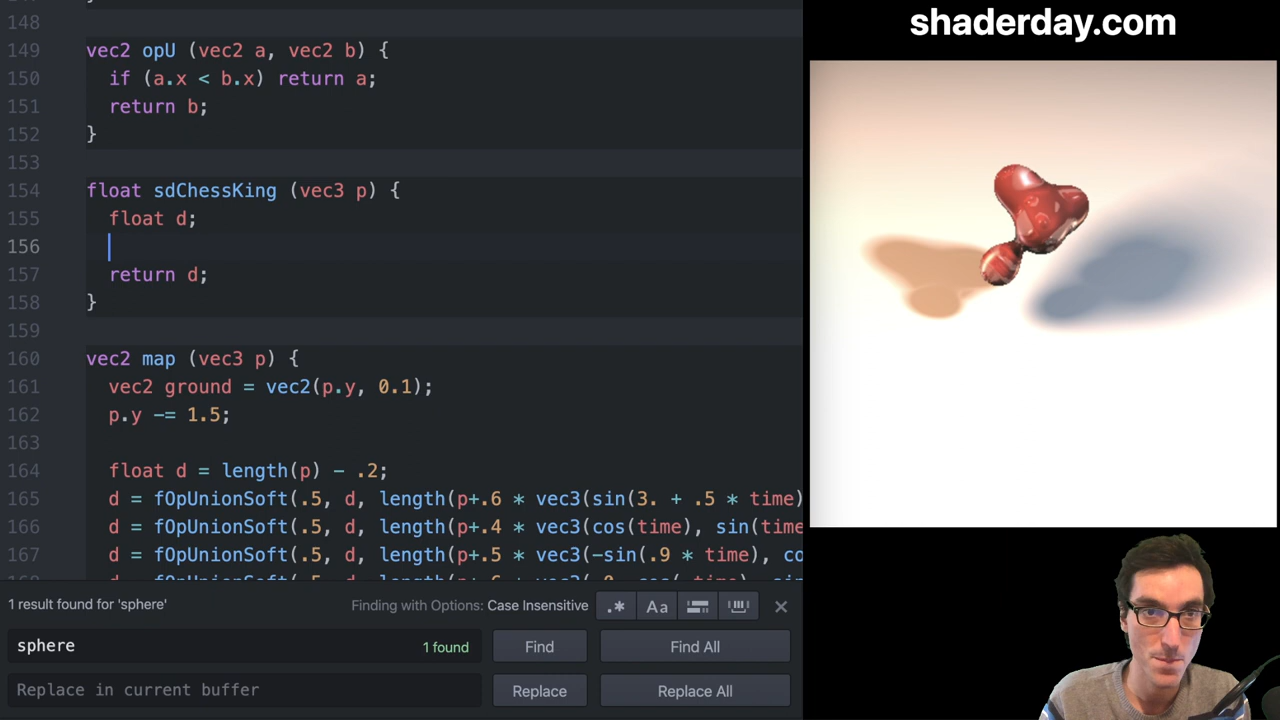 148
149 vec2 opU (vec2 a, vec2 b) {
150 if (a.x < b.x) return a;
151 return b;
152 }
153
154 float sdChessKing (vec3 p) {
155 float d;
156
157 return d;
158 }
159
160 vec2 map (vec3 p) {
161 vec2 ground = vec2(p.y, 0.1);
162 p.y -= 1.5;
163
164 float d = length(p) - .2;
165 d = fOpUnionSoft(.5, d, length(p+.6 * vec3(sin(3. + .5 * time)
166 d = fOpUnionSoft(.5, d, length(p+.4 * vec3(cos(time), sin(time
167 d = fOpUnionSoft(.5, d, length(p+.5 * vec3(-sin(.9 * time), co
1 result found for 'sphere'
Finding with Options: Case Insensitive
.*
Aa
sphere
1 found
Find
Find All
Replace in current buffer
Replace
Replace All
shaderday.com